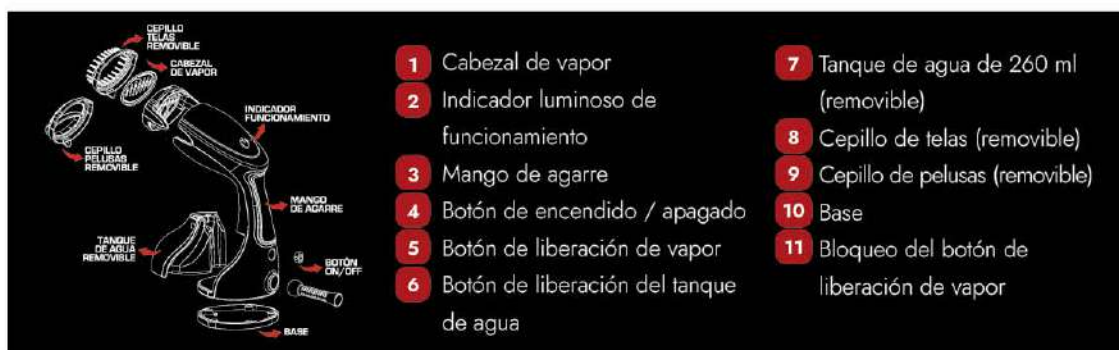 CEPILLO
TELAS
REMOVIBLE
CABEZAL
DE VAPOR
INDICADOR
FUNCIONAMIENTO
CEPILLO
PELUSAS
REMOVIBLE
MANGO
DE AGARRE
TANQUE
DE AGUA
REMOVIBLE
BOTÓN
ON/OFF
BASE
1 Cabezal de vapor
2 Indicador luminoso de
funcionamiento
3 Mango de agarre
4 Botón de encendido / apagado
5 Botón de liberación de vapor
6 Botón de liberación del tanque
de agua
7 Tanque de agua de 260 ml
(removible)
8 Cepillo de telas (removible)
9 Cepillo de pelusas (removible)
10 Base
11 Bloqueo del botón de
liberación de vapor